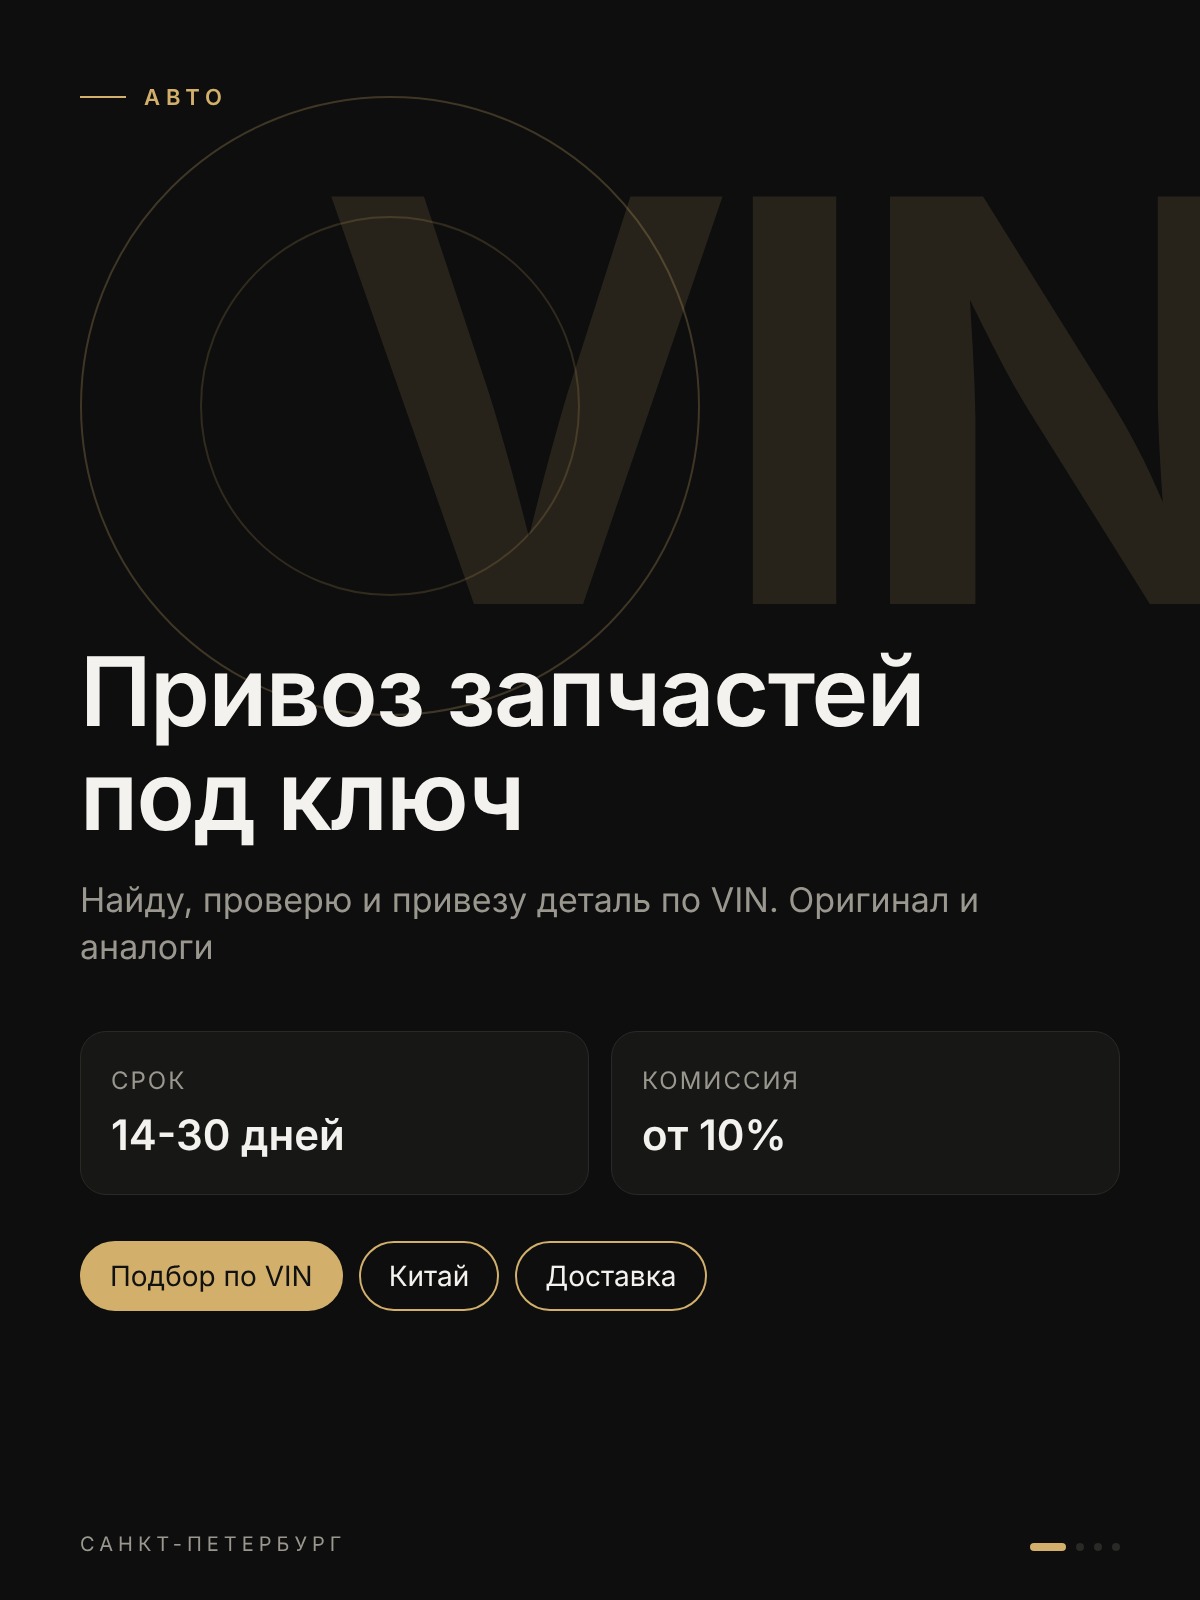 АВТО
VIN
Привоз запчастей
под ключ
Найду, проверю и привезу деталь по VIN. Оригинал и
аналоги
СРОК
14-30 дней
КОМИССИЯ
от 10%
Подбор по VIN
Китай
Доставка
САНКТ-ПЕТЕРБУРГ